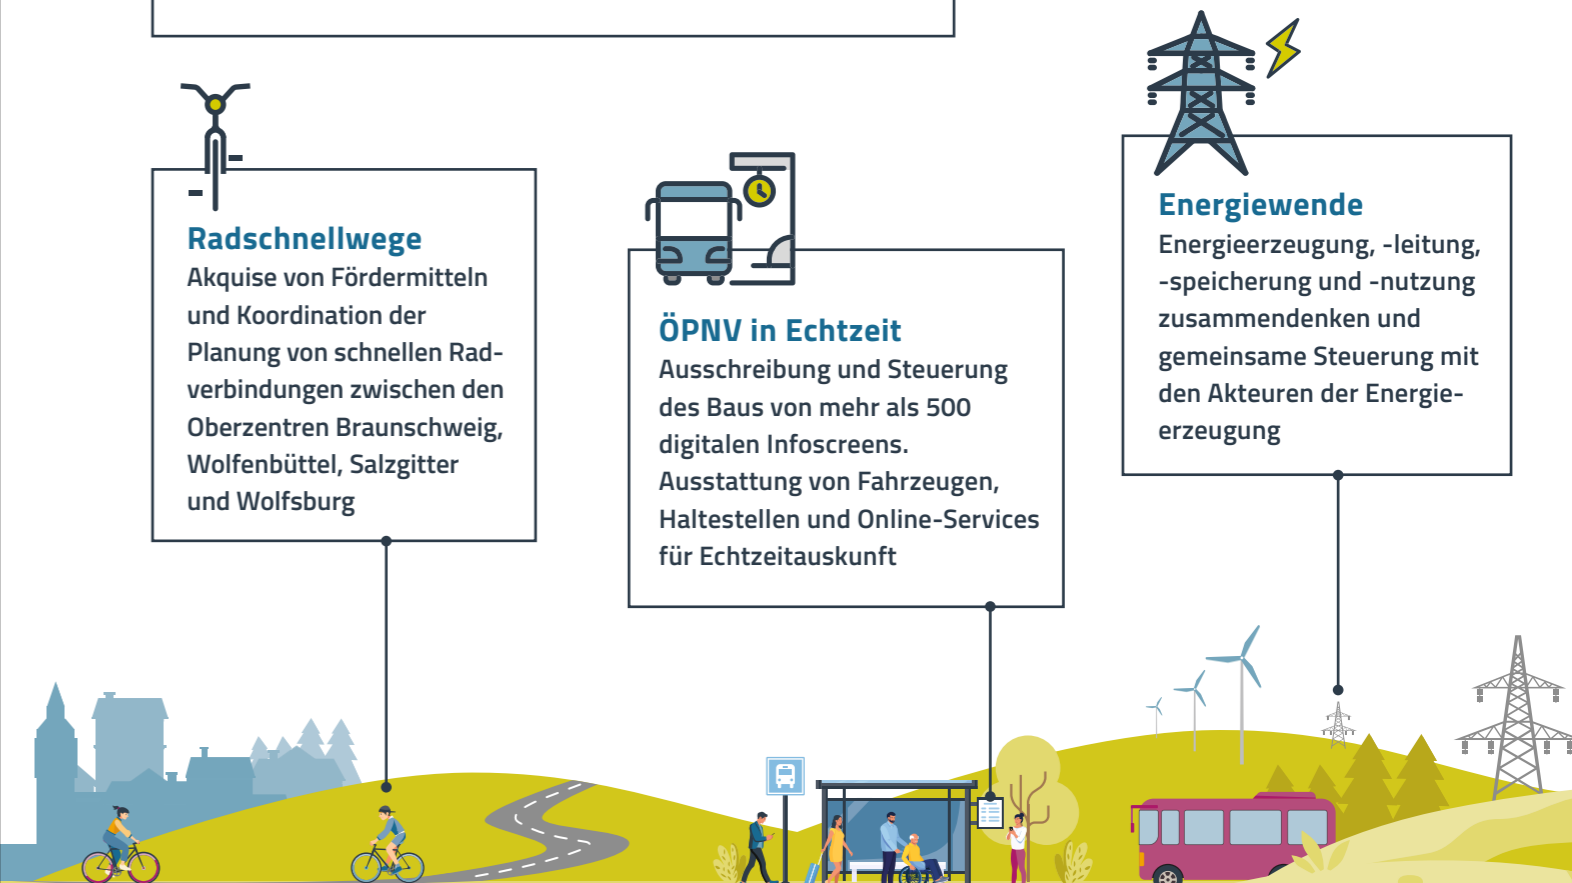 Radschnellwege
Akquise von Fördermitteln
und Koordination der
Planung von schnellen Rad-
verbindungen zwischen den
Oberzentren Braunschweig,
Wolfenbüttel, Salzgitter
und Wolfsburg
ÖPNV in Echtzeit
Ausschreibung und Steuerung
des Baus von mehr als 500
digitalen Infoscreens.
Ausstattung von Fahrzeugen,
Haltestellen und Online-Services
für Echtzeitauskunft
Energiewende
Energieerzeugung, -leitung,
-speicherung und -nutzung
zusammendenken und
gemeinsame Steuerung mit
den Akteuren der Energie-
erzeugung